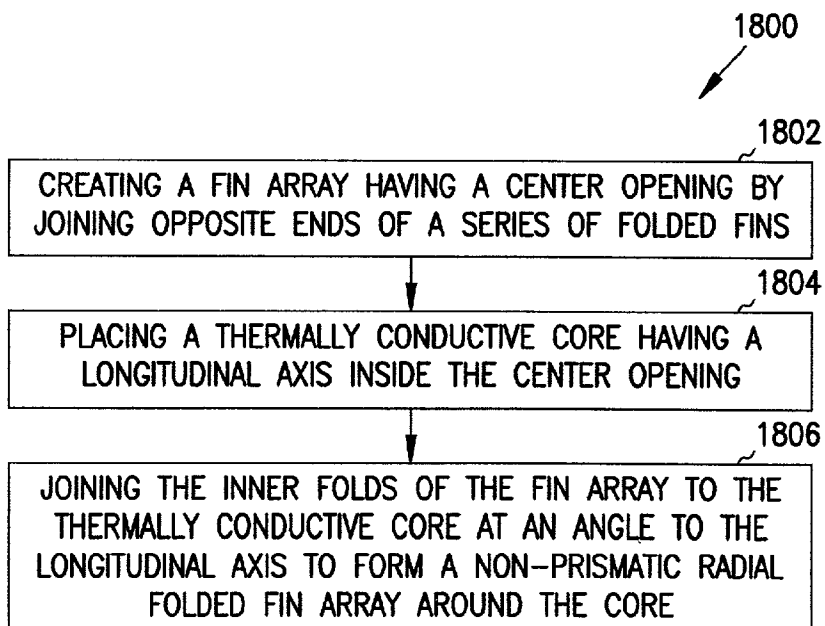 1800
1802
CREATING A FIN ARRAY HAVING A CENTER OPENING BY
JOINING OPPOSITE ENDS OF A SERIES OF FOLDED FINS
1804
PLACING A THERMALLY CONDUCTIVE CORE HAVING A
LONGITUDINAL AXIS INSIDE THE CENTER OPENING
1806
JOINING THE INNER FOLDS OF THE FIN ARRAY TO THE
THERMALLY CONDUCTIVE CORE AT AN ANGLE TO THE
LONGITUDINAL AXIS TO FORM A NON-PRISMATIC RADIAL
FOLDED FIN ARRAY AROUND THE CORE